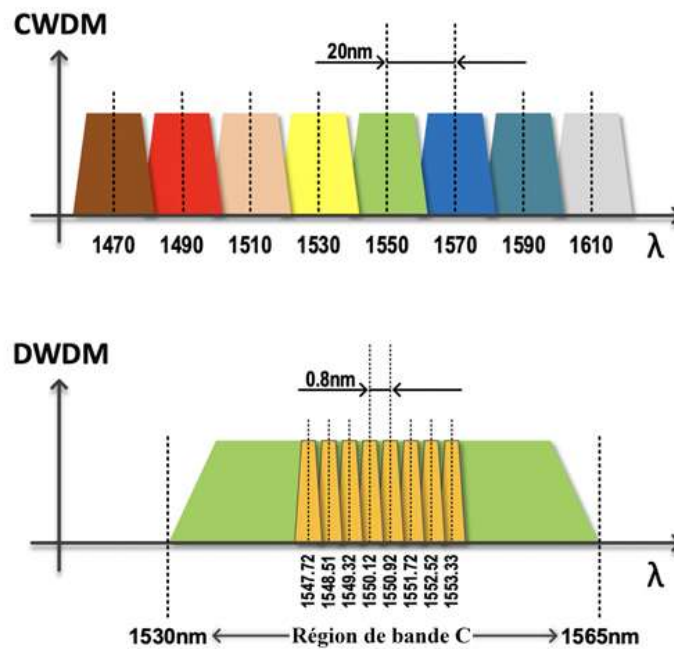 CWDM
20nm
1470 1490 1510 1530 1550 1570 1590 1610 λ
DWDM
0.8nm
λ
1547.72
1548.51
1549.32
1550.12
1550.92
1551.72
1552.52
1553.33
1530nm Région de bande C 1565nm